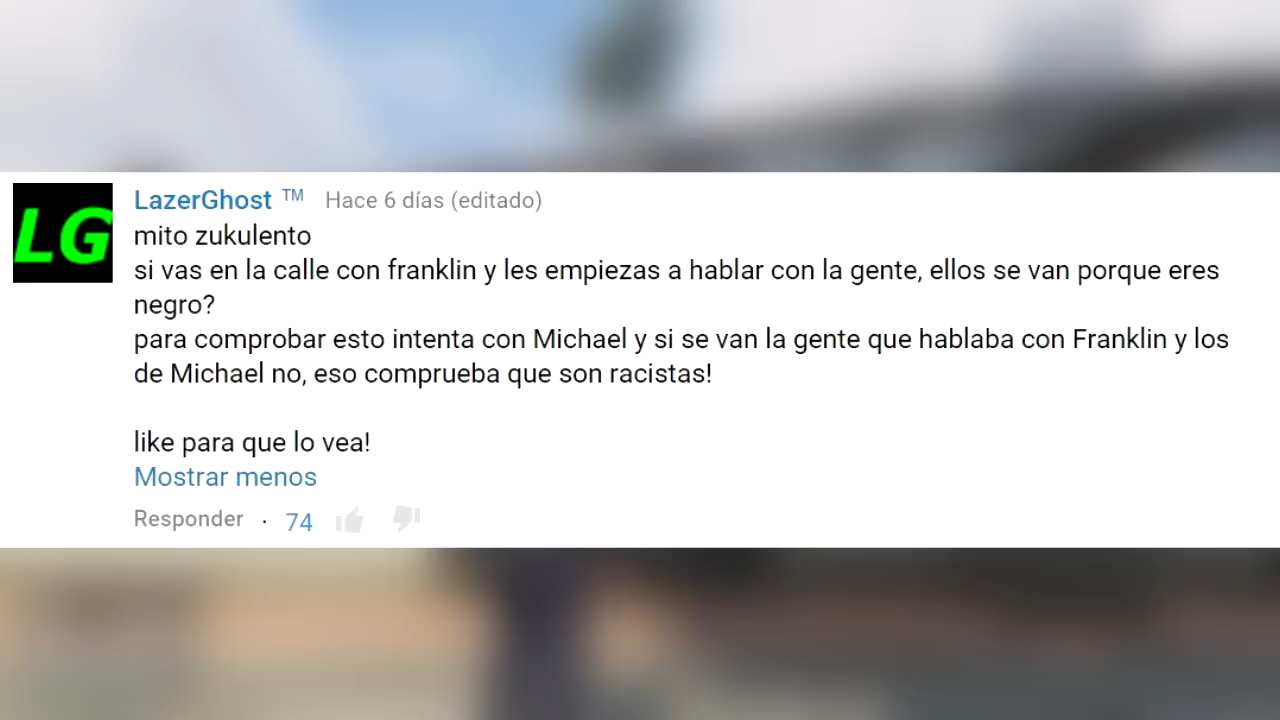 LG
LazerGhost ™ Hace 6 días (editado)
mito zukulento
si vas en la calle con franklin y les empiezas a hablar con la gente, ellos se van porque eres
negro?
para comprobar esto intenta con Michael y si se van la gente que hablaba con Franklin y los
de Michael no, eso comprueba que son racistas!
like para que lo vea!
Mostrar menos
Responder · 74